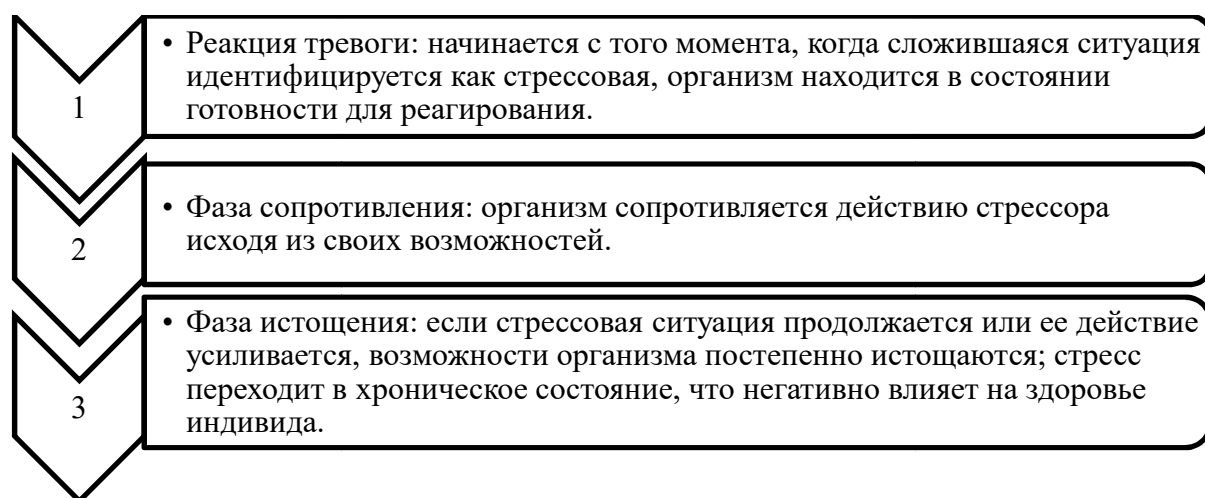 1
• Реакция тревоги: начинается с того момента, когда сложившаяся ситуация
идентифицируется как стрессовая, организм находится в состоянии
готовности для реагирования.
2
• Фаза сопротивления: организм сопротивляется действию стрессора
исходя из своих возможностей.
3
• Фаза истощения: если стрессовая ситуация продолжается или ее действие
усиливается, возможности организма постепенно истощаются; стресс
переходит в хроническое состояние, что негативно влияет на здоровье
индивида.